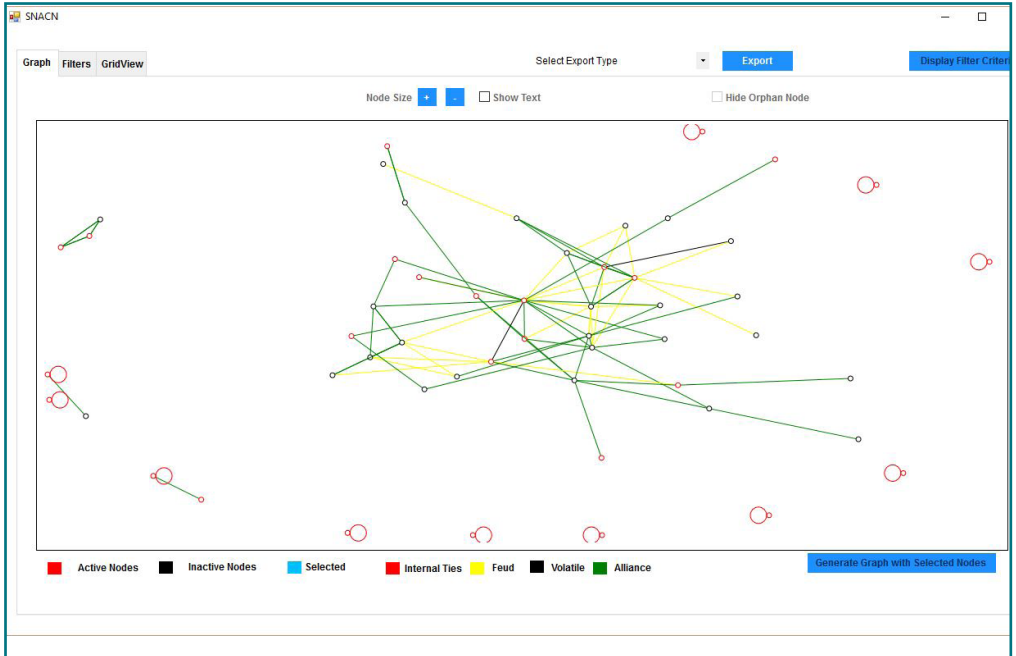 SNACN
Graph Filters GridView
Select Export Type
Export
Display Filter Criter
Node Size + - Show Text
Hide Orphan Node
Active Nodes Inactive Nodes Selected Internal Ties Feud Volatile Alliance
Generate Graph with Selected Nodes